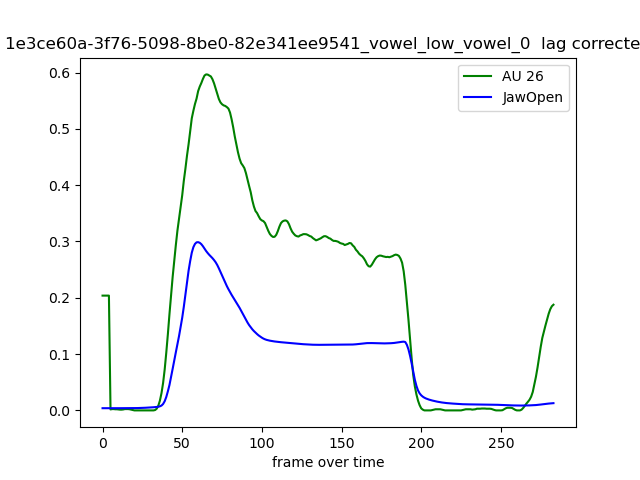 1e3ce60a-3f76-5098-8be0-82e341ee9541_vowel_low_vowel_0 lag correcte
AU 26
JawOpen
0.6
0.5
0.4
0.3
0.2
0.1
0.0
0 50 100 150 200 250
frame over time